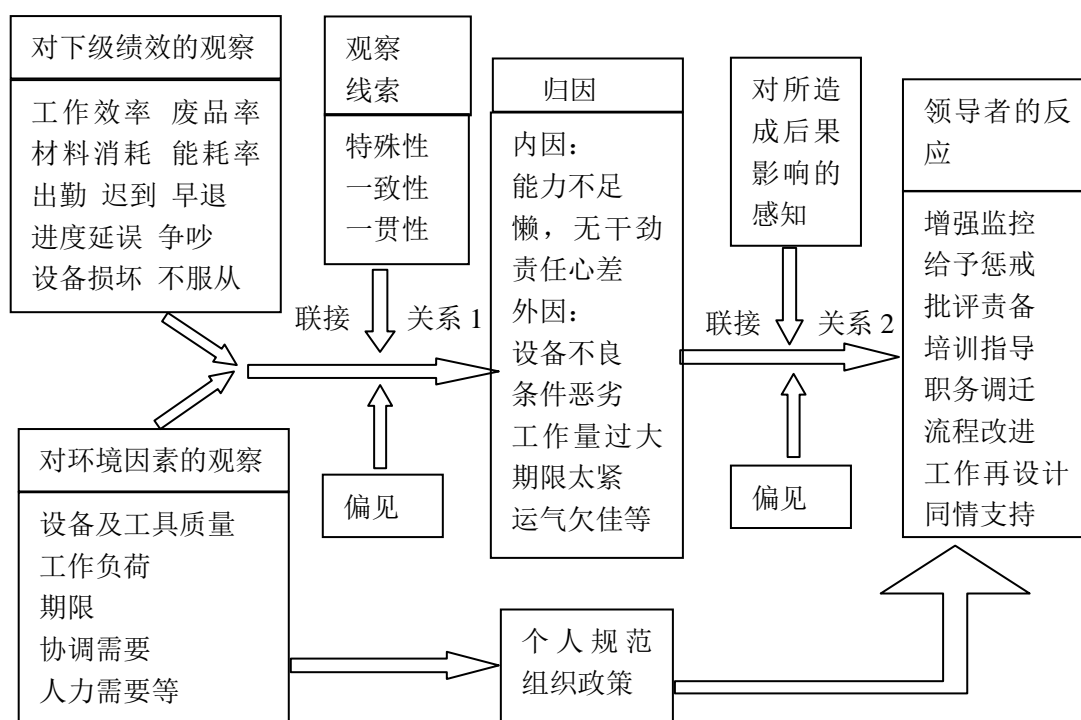 对下级绩效的观察
工作效率 废品率
材料消耗 能耗率
出勤 迟到 早退
进度延误 争吵
设备损坏 不服从
对环境因素的观察
设备及工具质量
工作负荷
期限
协调需要
人力需要等
观察
线索
特殊性
一致性
一贯性
联接 关系 1
偏见
归因
内因：
能力不足
懒，无干劲
责任心差
外因：
设备不良
条件恶劣
工作量过大
期限太紧
运气欠佳等
个人规范
组织政策
对所造
成后果
影响的
感知
联接 关系 2
偏见
领导者的反
应
增强监控
给予惩戒
批评责备
培训指导
职务调迁
流程改进
工作再设计
同情支持